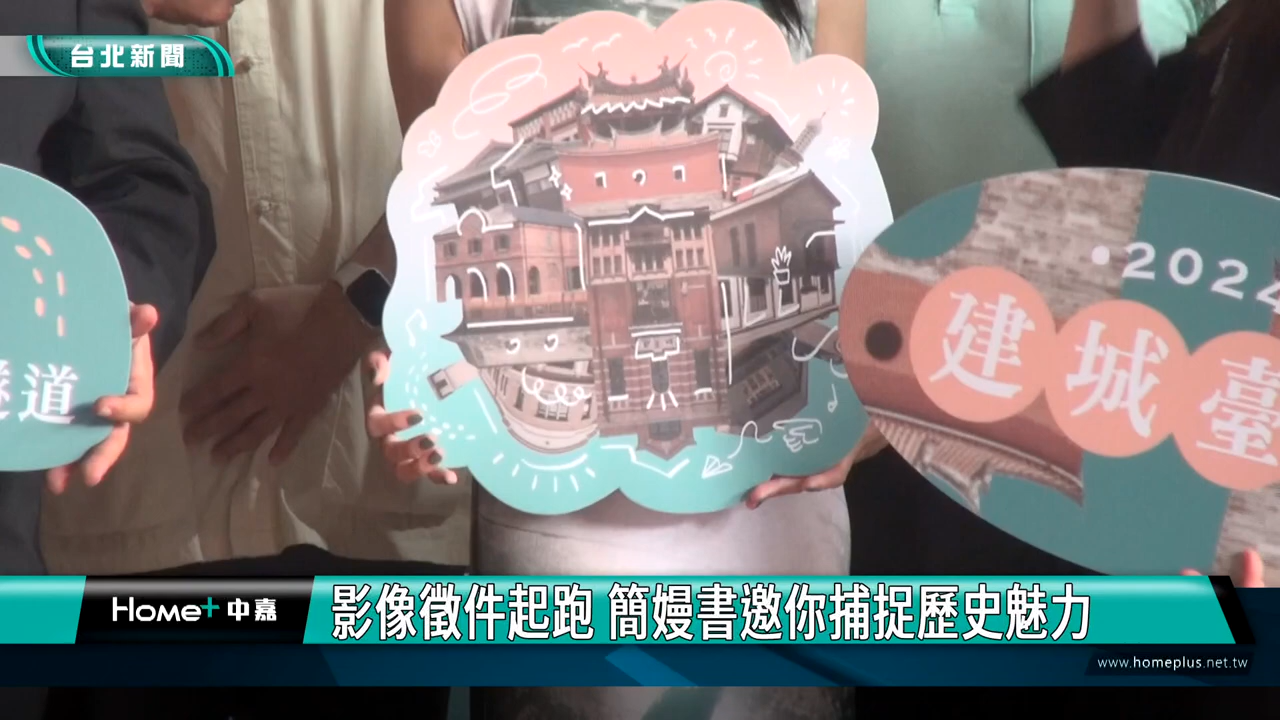 台北新聞
•2024
建城臺
隧道
Home+ 中嘉
影像徵件起跑 簡嫚書邀你捕捉歷史魅力
www.homeplus.net.tw